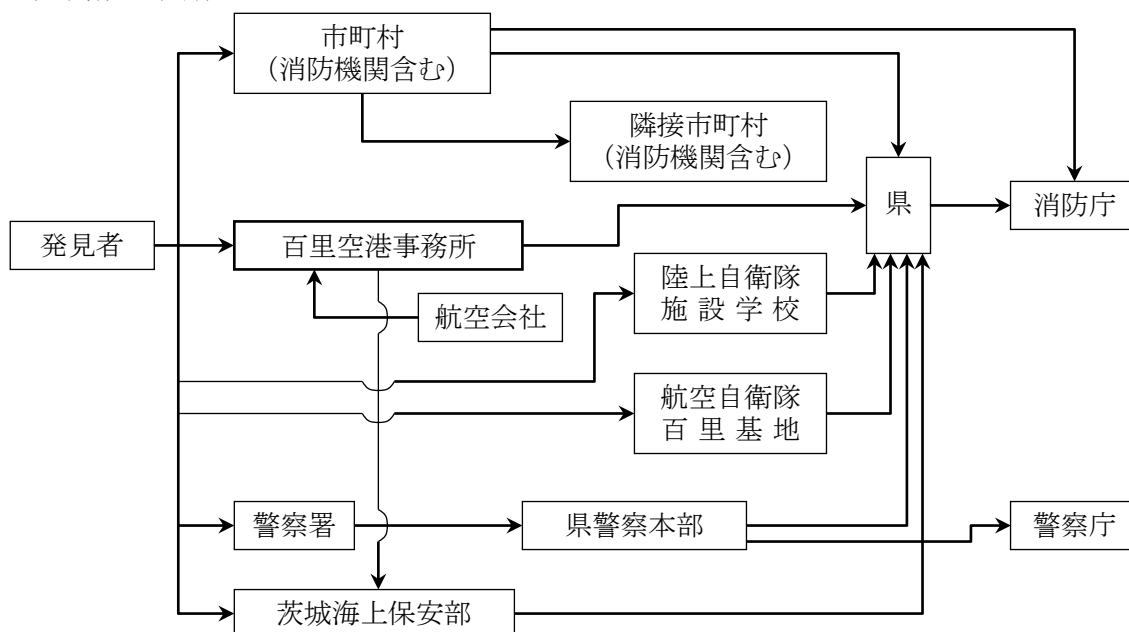 市町村
（消防機関含む）
隣接市町村
（消防機関含む）
県
消防庁
発見者
百里空港事務所
陸上自衛隊
施設学校
航空会社
航空自衛隊
百里基地
警察署
県警察本部
警察庁
茨城海上保安部